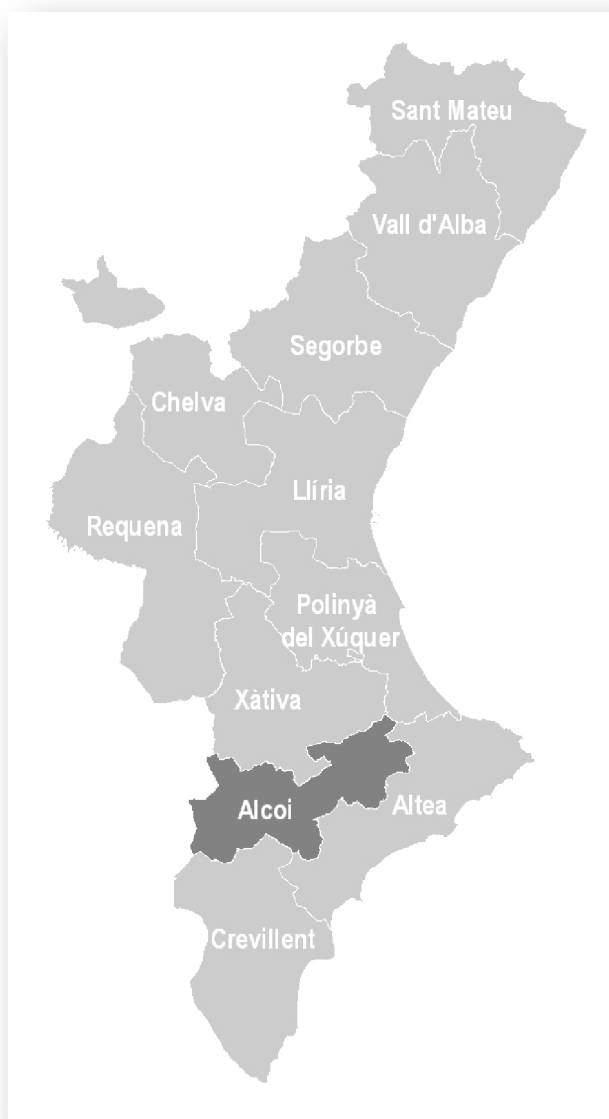 Sant Mateu
Vall d'Alba
Segorbe
Chelva
Llíria
Requena
Polinyà
del Xúquer
Xàtiva
Alcoi
Altea
Crevillent